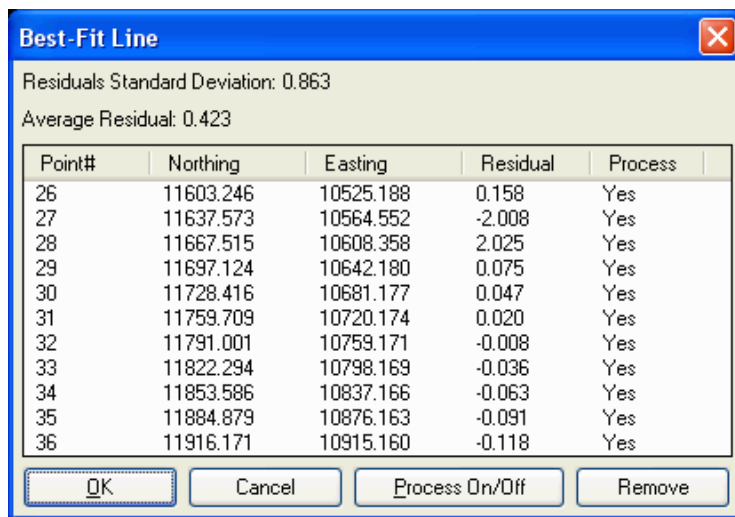 Best-Fit Line
Residuals Standard Deviation: 0.863
Average Residual: 0.423
Point# Northing Easting Residual Process
26 11603.246 10525.188 0.158 Yes
27 11637.573 10564.552 -2.008 Yes
28 11667.515 10608.358 2.025 Yes
29 11697.124 10642.180 0.075 Yes
30 11728.416 10681.177 0.047 Yes
31 11759.709 10720.174 0.020 Yes
32 11791.001 10759.171 -0.008 Yes
33 11822.294 10798.169 -0.036 Yes
34 11853.586 10837.166 -0.063 Yes
35 11884.879 10876.163 -0.091 Yes
36 11916.171 10915.160 -0.118 Yes
OK Cancel Process On/Off Remove